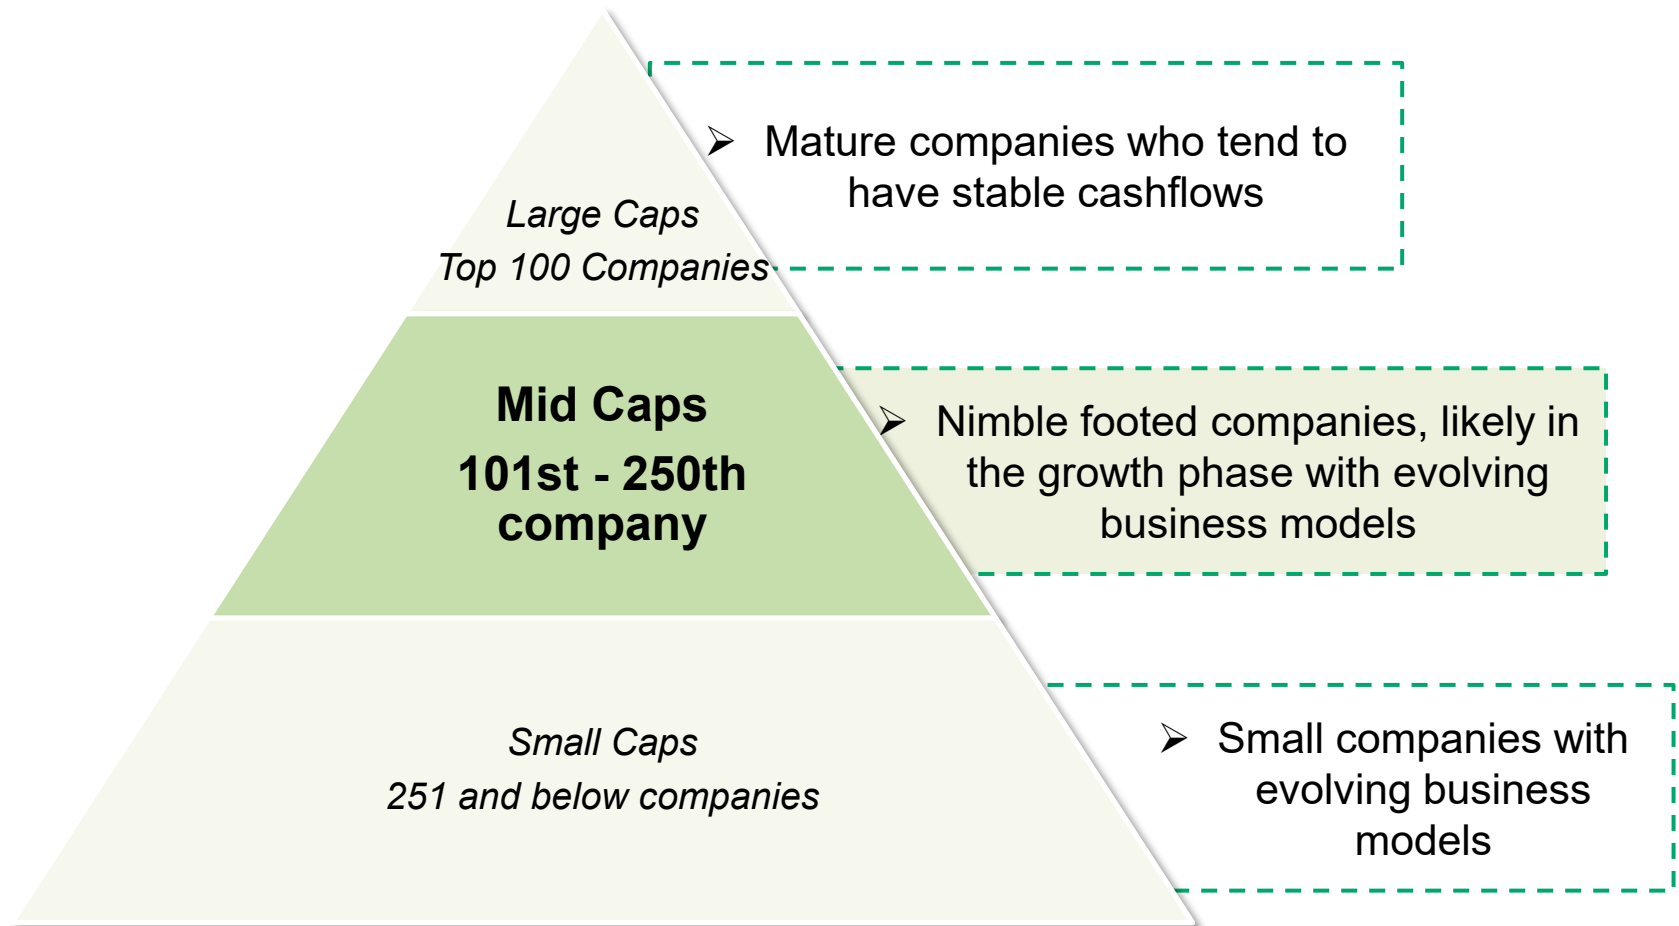 Large Caps
Top 100 Companies
➢ Mature companies who tend to
have stable cashflows
Mid Caps
101st - 250th
company
➢ Nimble footed companies, likely in
the growth phase with evolving
business models
Small Caps
251 and below companies
➢ Small companies with
evolving business
models